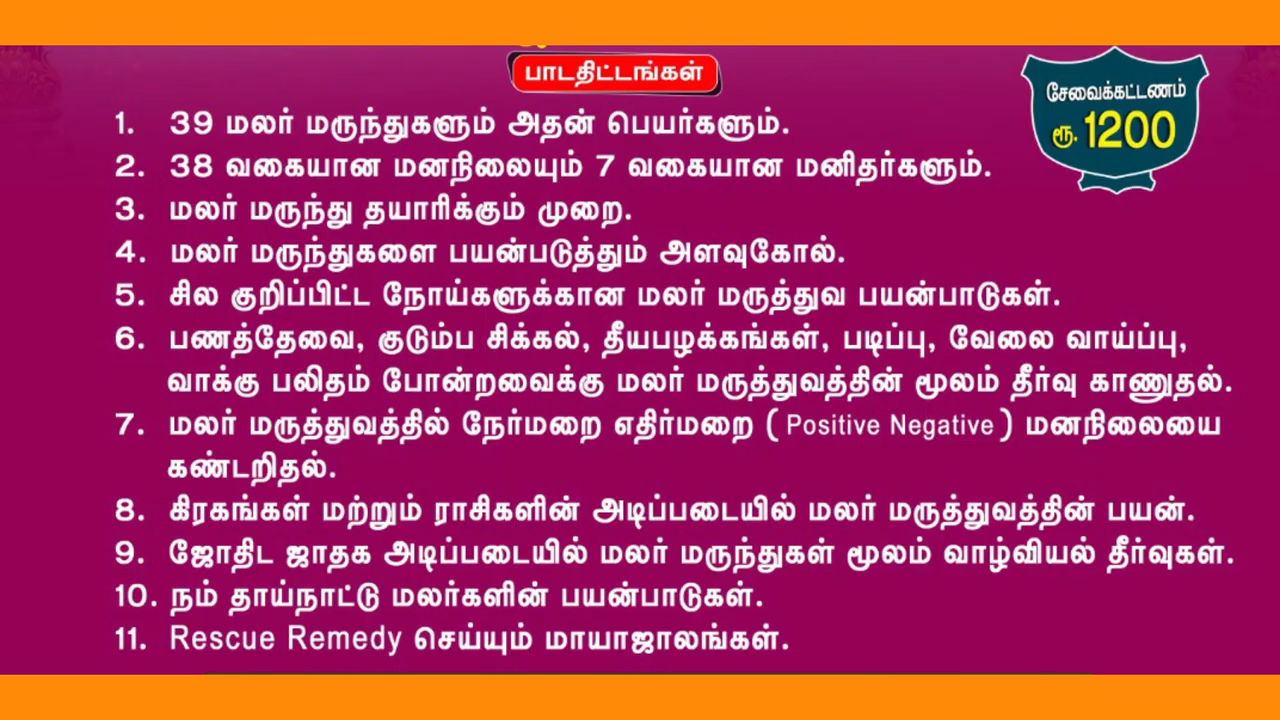 பாடதிட்டங்கள்
சேவைக்கட்டணம்
ரூ. 1200
1. 39 மலர் மருந்துகளும் அதன் பெயர்களும்.
2. 38 வகையான மனநிலையும் 7 வகையான மனிதர்களும்.
3. மலர் மருந்து தயாரிக்கும் முறை.
4. மலர் மருந்துகளை பயன்படுத்தும் அளவுகோல்.
5. சில குறிப்பிட்ட நோய்களுக்கான மலர் மருத்துவ பயன்பாடுகள்.
6. பணத்தேவை, குடும்ப சிக்கல், தீயபழக்கங்கள், படிப்பு, வேலை வாய்ப்பு,
வாக்கு பலிதம் போன்றவைக்கு மலர் மருத்துவத்தின் மூலம் தீர்வு காணுதல்.
7. மலர் மருத்துவத்தில் நேர்மறை எதிர்மறை ( Positive Negative ) மனநிலையை
கண்டறிதல்.
8. கிரகங்கள் மற்றும் ராசிகளின் அடிப்படையில் மலர் மருத்துவத்தின் பயன்.
9. ஜோதிட ஜாதக அடிப்படையில் மலர் மருந்துகள் மூலம் வாழ்வியல் தீர்வுகள்.
10. நம் தாய்நாட்டு மலர்களின் பயன்பாடுகள்.
11. Rescue Remedy செய்யும் மாயாஜாலங்கள்.